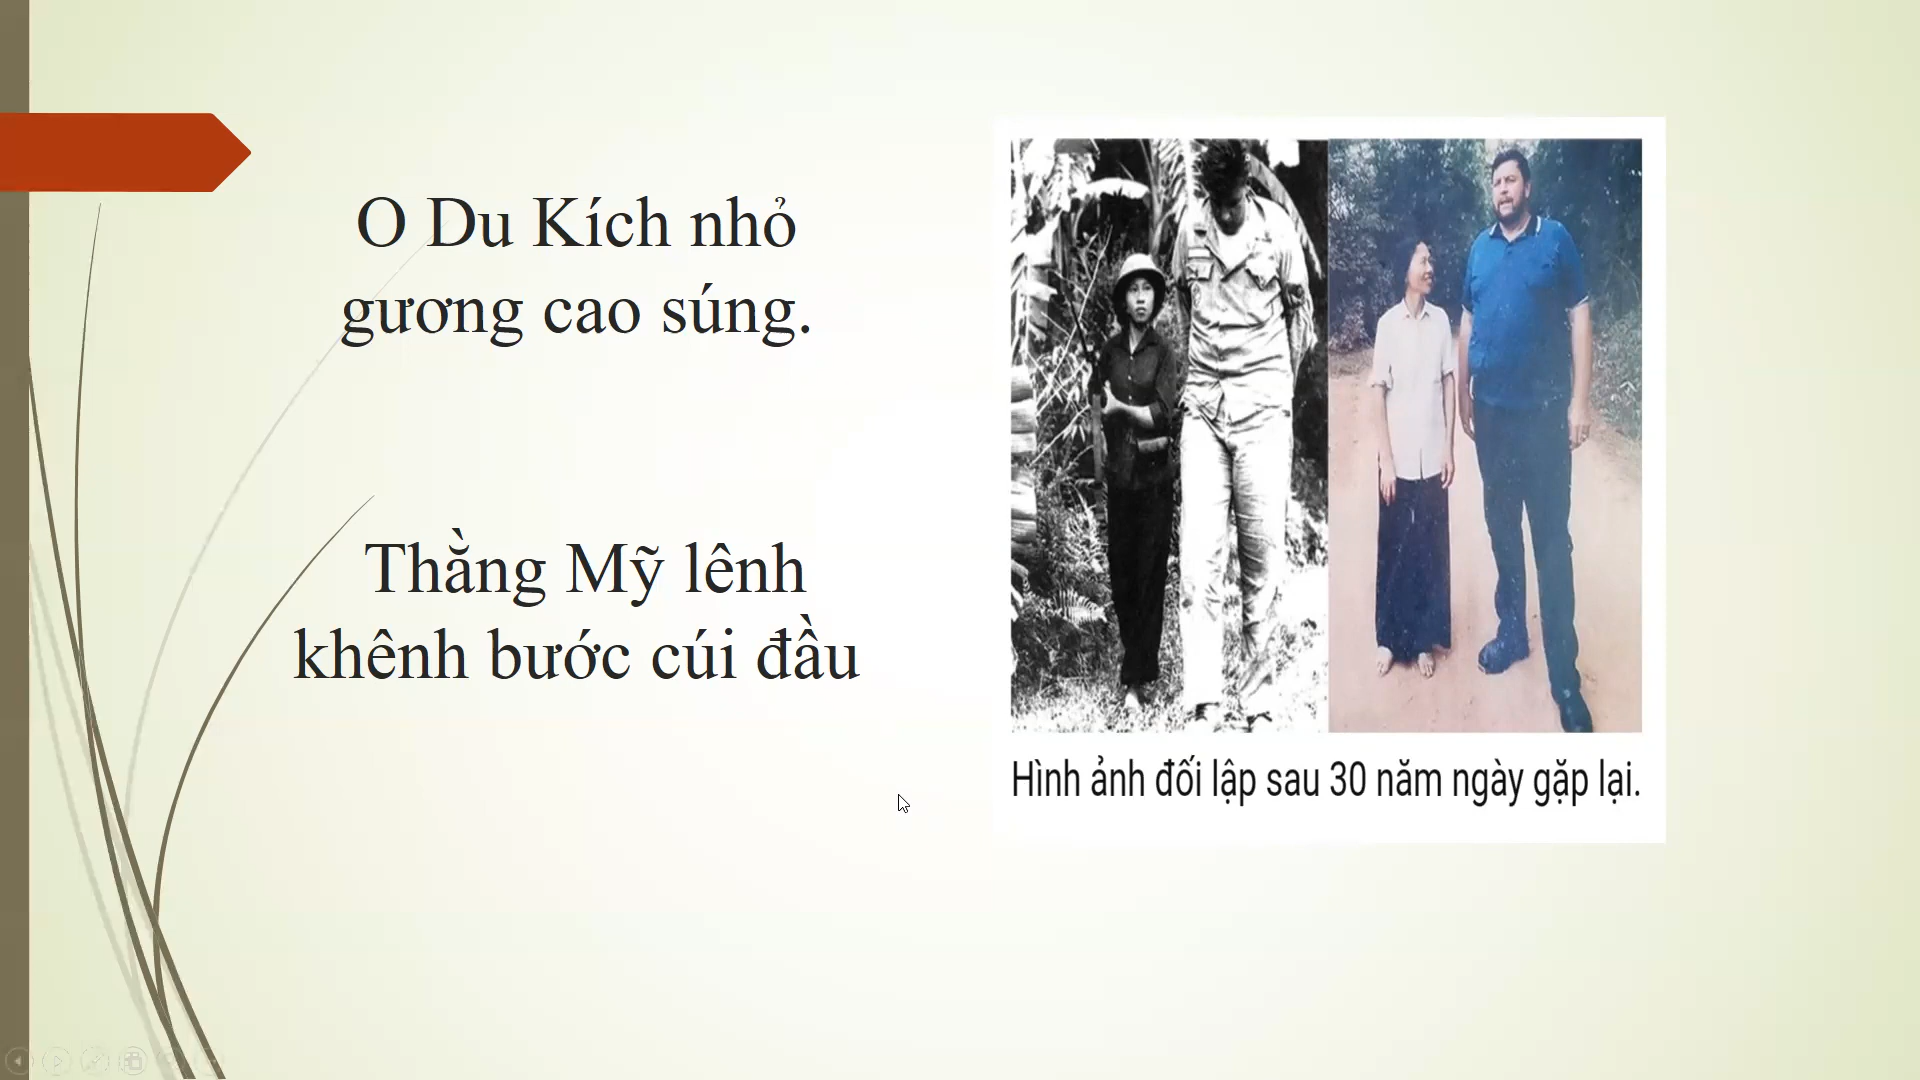 O Du Kích nhỏ
gương cao súng.
Thằng Mỹ lênh
khênh bước cúi đầu
Hình ảnh đối lập sau 30 năm ngày gặp lại.